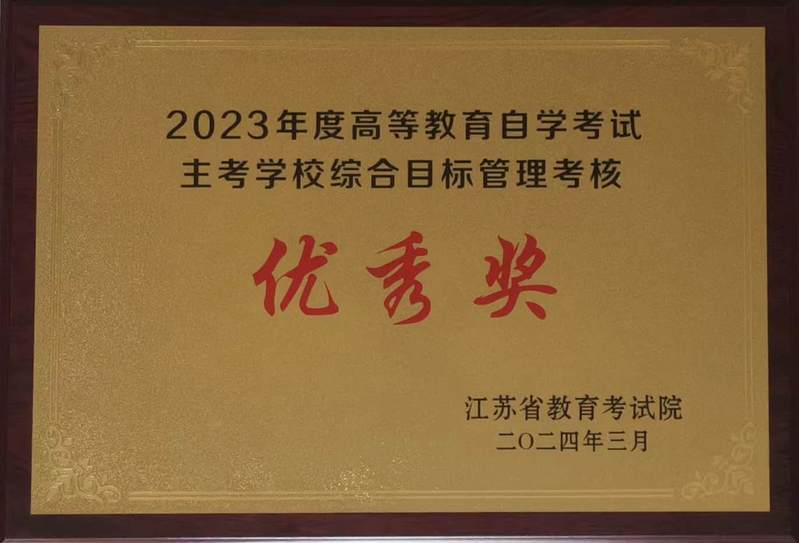 2023年度高等教育自学考试
主考学校综合目标管理考核
优秀奖
江苏省教育考试院
二〇二四年三月